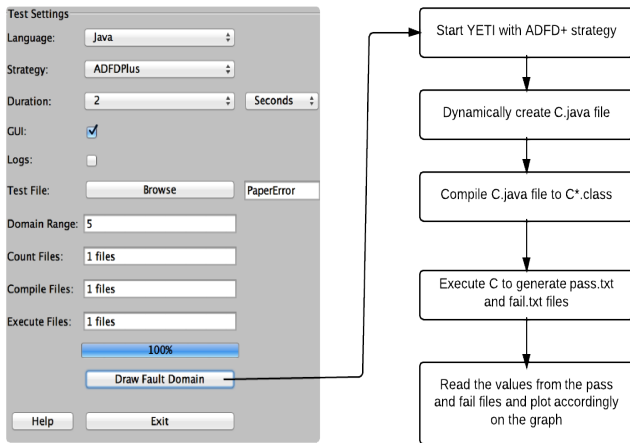 Test Settings
Language: Java
Strategy: ADFDPlus
Duration: 2 Seconds
GUI:
Logs:
Test File: Browse PaperError
Domain Range: 5
Count Files: 1 files
Compile Files: 1 files
Execute Files: 1 files
100%
Draw Fault Domain
Help Exit
Start YETI with ADFD+ strategy
Dynamically create C.java file
Compile C.java file to C*.class
Execute C to generate pass.txt
and fail.txt files
Read the values from the pass
and fail files and plot accordingly
on the graph